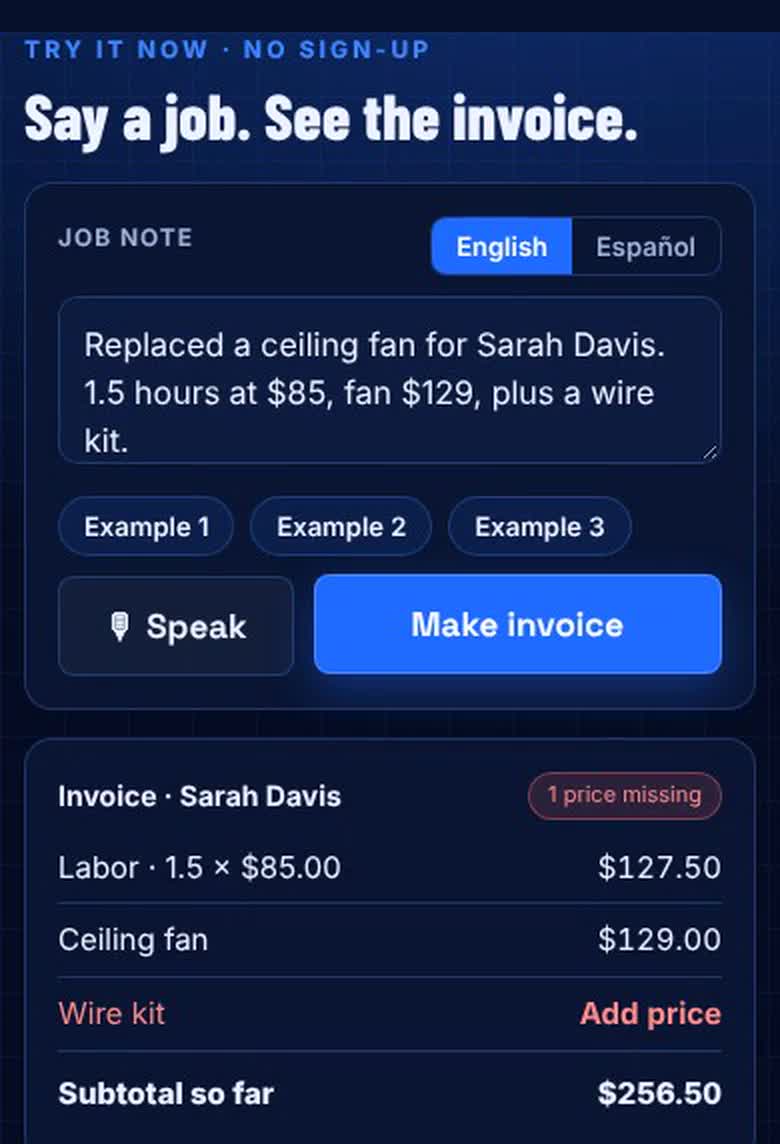 TRY IT NOW · NO SIGN-UP
Say a job. See the invoice.
JOB NOTE
English
Español
Replaced a ceiling fan for Sarah Davis.
1.5 hours at $85, fan $129, plus a wire
kit.
Example 1
Example 2
Example 3
Speak
Make invoice
Invoice · Sarah Davis
1 price missing
Labor · 1.5 × $85.00
$127.50
Ceiling fan
$129.00
Wire kit
Add price
Subtotal so far
$256.50